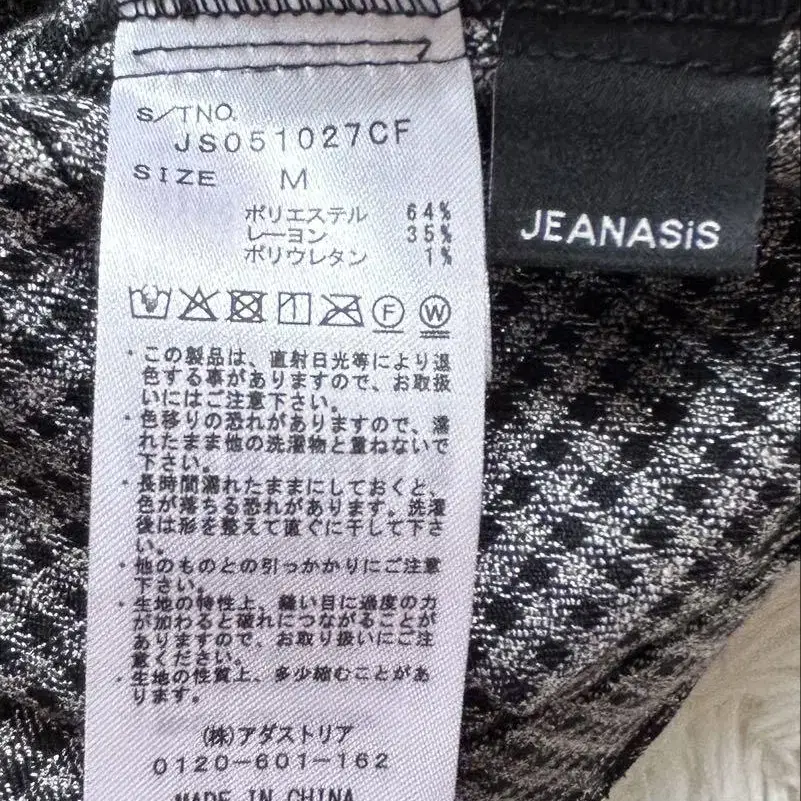 S/TNO.
JS051027CF
SIZE M
ポリエステル 64%
レーヨン 35%
ポリウレタン 1%
F W
・この製品は、直射日光等により退
色する事がありますので、お取扱
いにはご注意下さい。
・色移りの恐れがありますので、濡
れたまま他の洗濯物と重ねないで
下さい。
・長時間濡れたままにしておくと、
色が落ちる恐れがあります。洗濯
後は形を整えて直ぐに干して下さ
い。
・他のものとの引っかかりにご注意
下さい。
・生地の特性上、縫い目に過度の力
が加わると破れにつながることが
ありますので、お取り扱いにご注
意ください。
・生地の性質上、多少縮むことがあ
ります。
(株)アダストリア
0120-601-162
MADE IN CHINA
JEANASiS